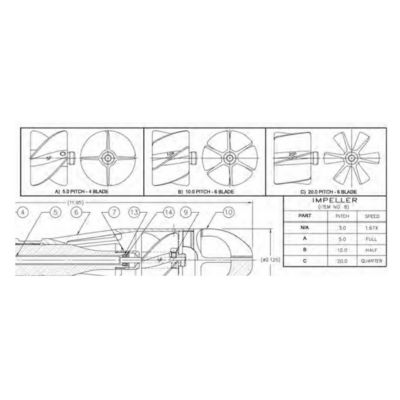 A) 5.0 PITCH - 4 BLADE
B) 10.0 PITCH - 6 BLADE
C) 20.0 PITCH - 6 BLADE
[11.95]
4 5 6 7 13 14 9 10
IMPELLER
(ITEM NO. 8)
PART PITCH SPEED
N/A 3.0 1.67X
A 5.0 FULL
B 10.0 HALF
C 20.0 QUARTER